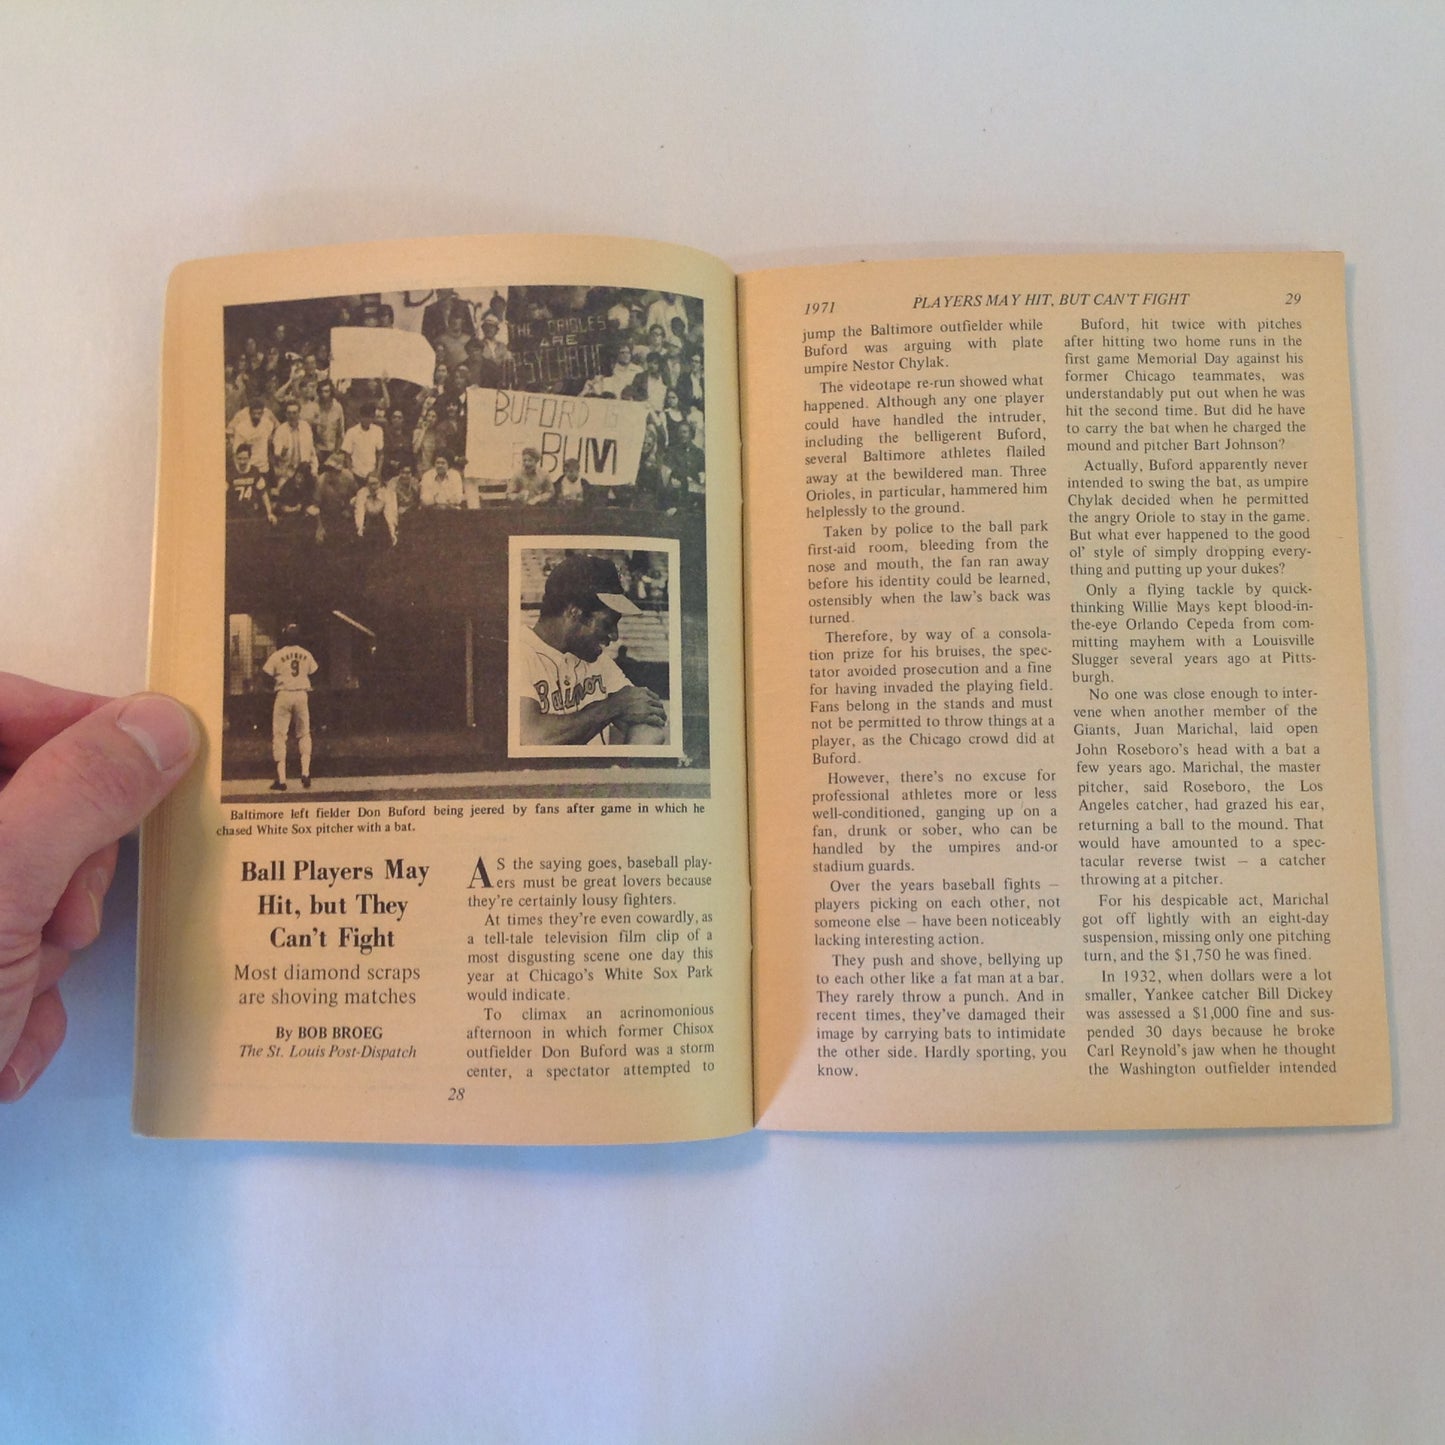 THE ORIOLES
ARE
BUFORD IS
A BUM
74
9
Baltimore left fielder Don Buford being jeered by fans after game in which he
chased White Sox pitcher with a bat.
Ball Players May
Hit, but They
Can't Fight
Most diamond scraps
are shoving matches
By BOB BROEG
The St. Louis Post-Dispatch
AS the saying goes, baseball play-
ers must be great lovers because
they're certainly lousy fighters.
At times they're even cowardly, as
a tell-tale television film clip of a
most disgusting scene one day this
year at Chicago's White Sox Park
would indicate.
To climax an acrinomonious
afternoon in which former Chisox
outfielder Don Buford was a storm
center, a spectator attempted to
28
1971
PLAYERS MAY HIT, BUT CAN'T FIGHT
29
jump the Baltimore outfielder while
Buford was arguing with plate
umpire Nestor Chylak.
The videotape re-run showed what
happened. Although any one player
could have handled the intruder,
including the belligerent Buford,
several Baltimore athletes flailed
away at the bewildered man. Three
Orioles, in particular, hammered him
helplessly to the ground.
Taken by police to the ball park
first-aid room, bleeding from the
nose and mouth, the fan ran away
before his identity could be learned,
ostensibly when the law's back was
turned.
Therefore, by way of a consola-
tion prize for his bruises, the spec-
tator avoided prosecution and a fine
for having invaded the playing field.
Fans belong in the stands and must
not be permitted to throw things at a
player, as the Chicago crowd did at
Buford.
However, there's no excuse for
professional athletes more or less
well-conditioned, ganging up on a
fan, drunk or sober, who can be
handled by the umpires and-or
stadium guards.
Over the years baseball fights —
players picking on each other, not
someone else — have been noticeably
lacking interesting action.
They push and shove, bellying up
to each other like a fat man at a bar.
They rarely throw a punch. And in
recent times, they've damaged their
image by carrying bats to intimidate
the other side. Hardly sporting, you
know.
Buford, hit twice with pitches
after hitting two home runs in the
first game Memorial Day against his
former Chicago teammates, was
understandably put out when he was
hit the second time. But did he have
to carry the bat when he charged the
mound and pitcher Bart Johnson?
Actually, Buford apparently never
intended to swing the bat, as umpire
Chylak decided when he permitted
the angry Oriole to stay in the game.
But what ever happened to the good
ol' style of simply dropping every-
thing and putting up your dukes?
Only a flying tackle by quick-
thinking Willie Mays kept blood-in-
the-eye Orlando Cepeda from com-
mitting mayhem with a Louisville
Slugger several years ago at Pitts-
burgh.
No one was close enough to inter-
vene when another member of the
Giants, Juan Marichal, laid open
John Roseboro's head with a bat a
few years ago. Marichal, the master
pitcher, said Roseboro, the Los
Angeles catcher, had grazed his ear,
returning a ball to the mound. That
would have amounted to a spec-
tacular reverse twist — a catcher
throwing at a pitcher.
For his despicable act, Marichal
got off lightly with an eight-day
suspension, missing only one pitching
turn, and the $1,750 he was fined.
In 1932, when dollars were a lot
smaller, Yankee catcher Bill Dickey
was assessed a $1,000 fine and sus-
pended 30 days because he broke
Carl Reynold's jaw when he thought
the Washington outfielder intended